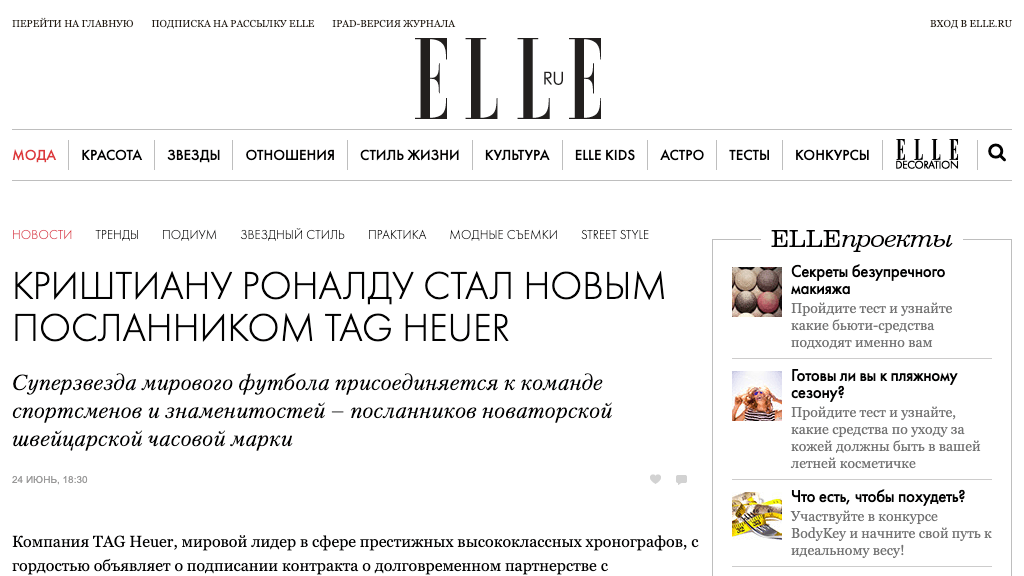 ПЕРЕЙТИ НА ГЛАВНУЮ ПОДПИСКА НА РАССЫЛКУ ELLE IPAD-ВЕРСИЯ ЖУРНАЛА ВХОД В ELLE.RU
ELLE RU
МОДА КРАСОТА ЗВЕЗДЫ ОТНОШЕНИЯ СТИЛЬ ЖИЗНИ КУЛЬТУРА ELLE KIDS АСТРО ТЕСТЫ КОНКУРСЫ ELLE DECORATION
НОВОСТИ ТРЕНДЫ ПОДИУМ ЗВЕЗДНЫЙ СТИЛЬ ПРАКТИКА МОДНЫЕ СЪЕМКИ STREET STYLE
КРИШТИАНУ РОНАЛДУ СТАЛ НОВЫМ
ПОСЛАННИКОМ TAG HEUER
Суперзвезда мирового футбола присоединяется к команде
спортсменов и знаменитостей – посланников новаторской
швейцарской часовой марки
24 ИЮНЬ, 18:30
Компания TAG Heuer, мировой лидер в сфере престижных высококлассных хронографов, с
гордостью объявляет о подписании контракта о долговременном партнерстве с
ELLEпроекты
Секреты безупречного
макияжа
Пройдите тест и узнайте
какие бьюти-средства
подходят именно вам
Готовы ли вы к пляжному
сезону?
Пройдите тест и узнайте,
какие средства по уходу за
кожей должны быть в вашей
летней косметичке
Что есть, чтобы похудеть?
Участвуйте в конкурсе
BodyKey и начните свой путь к
идеальному весу!